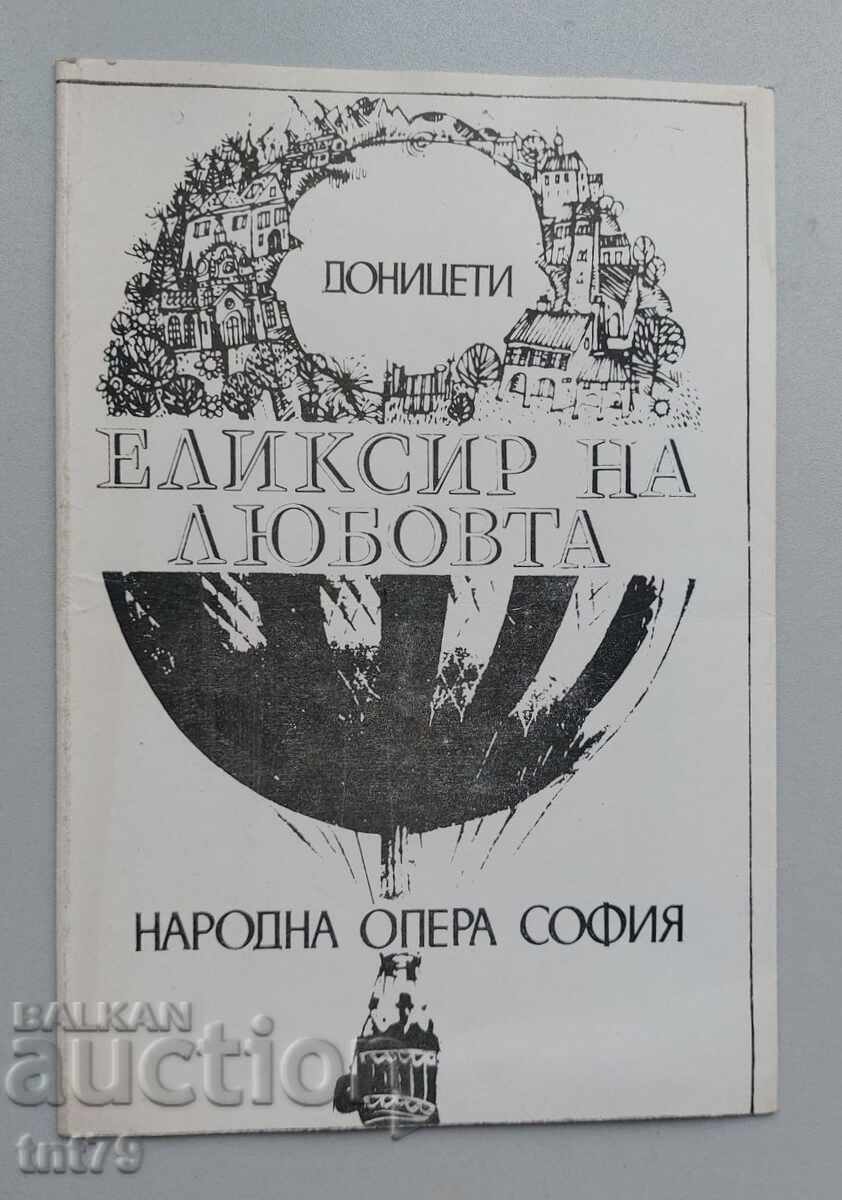 ДОНИЦЕТИ
ЕЛИКСИР НА
ЛЮБОВТА
НАРОДНА ОПЕРА СОФИЯ
BALKAN
auction
tnt79